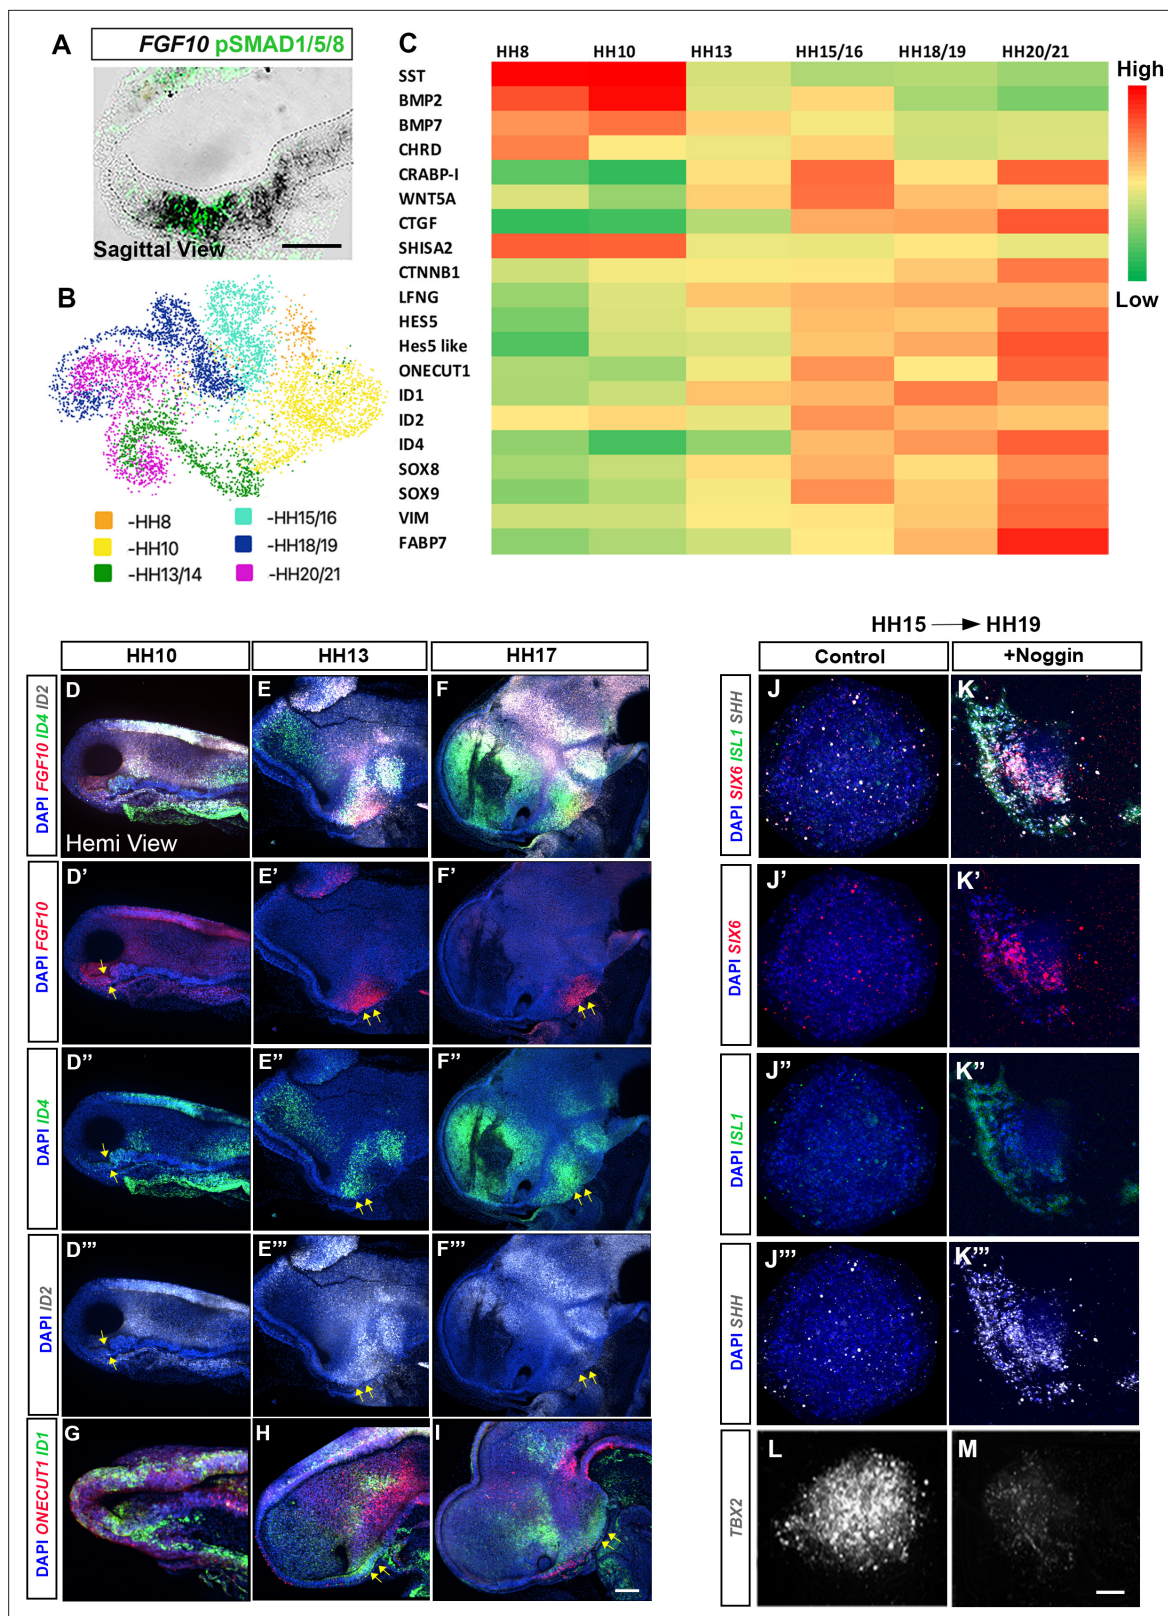 A
FGF10 pSMAD1/5/8
Sagittal View
B
-HH8
-HH10
-HH13/14
-HH15/16
-HH18/19
-HH20/21
C
HH8 HH10 HH13 HH15/16 HH18/19 HH20/21
SST
BMP2
BMP7
CHRD
CRABP-I
WNT5A
CTGF
SHISA2
CTNNB1
LFNG
HES5
Hes5 like
ONECUT1
ID1
ID2
ID4
SOX8
SOX9
VIM
FABP7
High
Low
HH10 HH13 HH17
DAPI FGF10 ID4 ID2
D E F
Hemi View
DAPI FGF10
D' E' F'
DAPI ID4
D'' E'' F''
DAPI ID2
D''' E''' F'''
DAPI ONECUT1 ID1
G H I
HH15 → HH19
Control +Noggin
DAPI SIX6 ISL1 SHH
J K
DAPI SIX6
J' K'
DAPI ISL1
J'' K''
DAPI SHH
J''' K'''
TBX2
L M